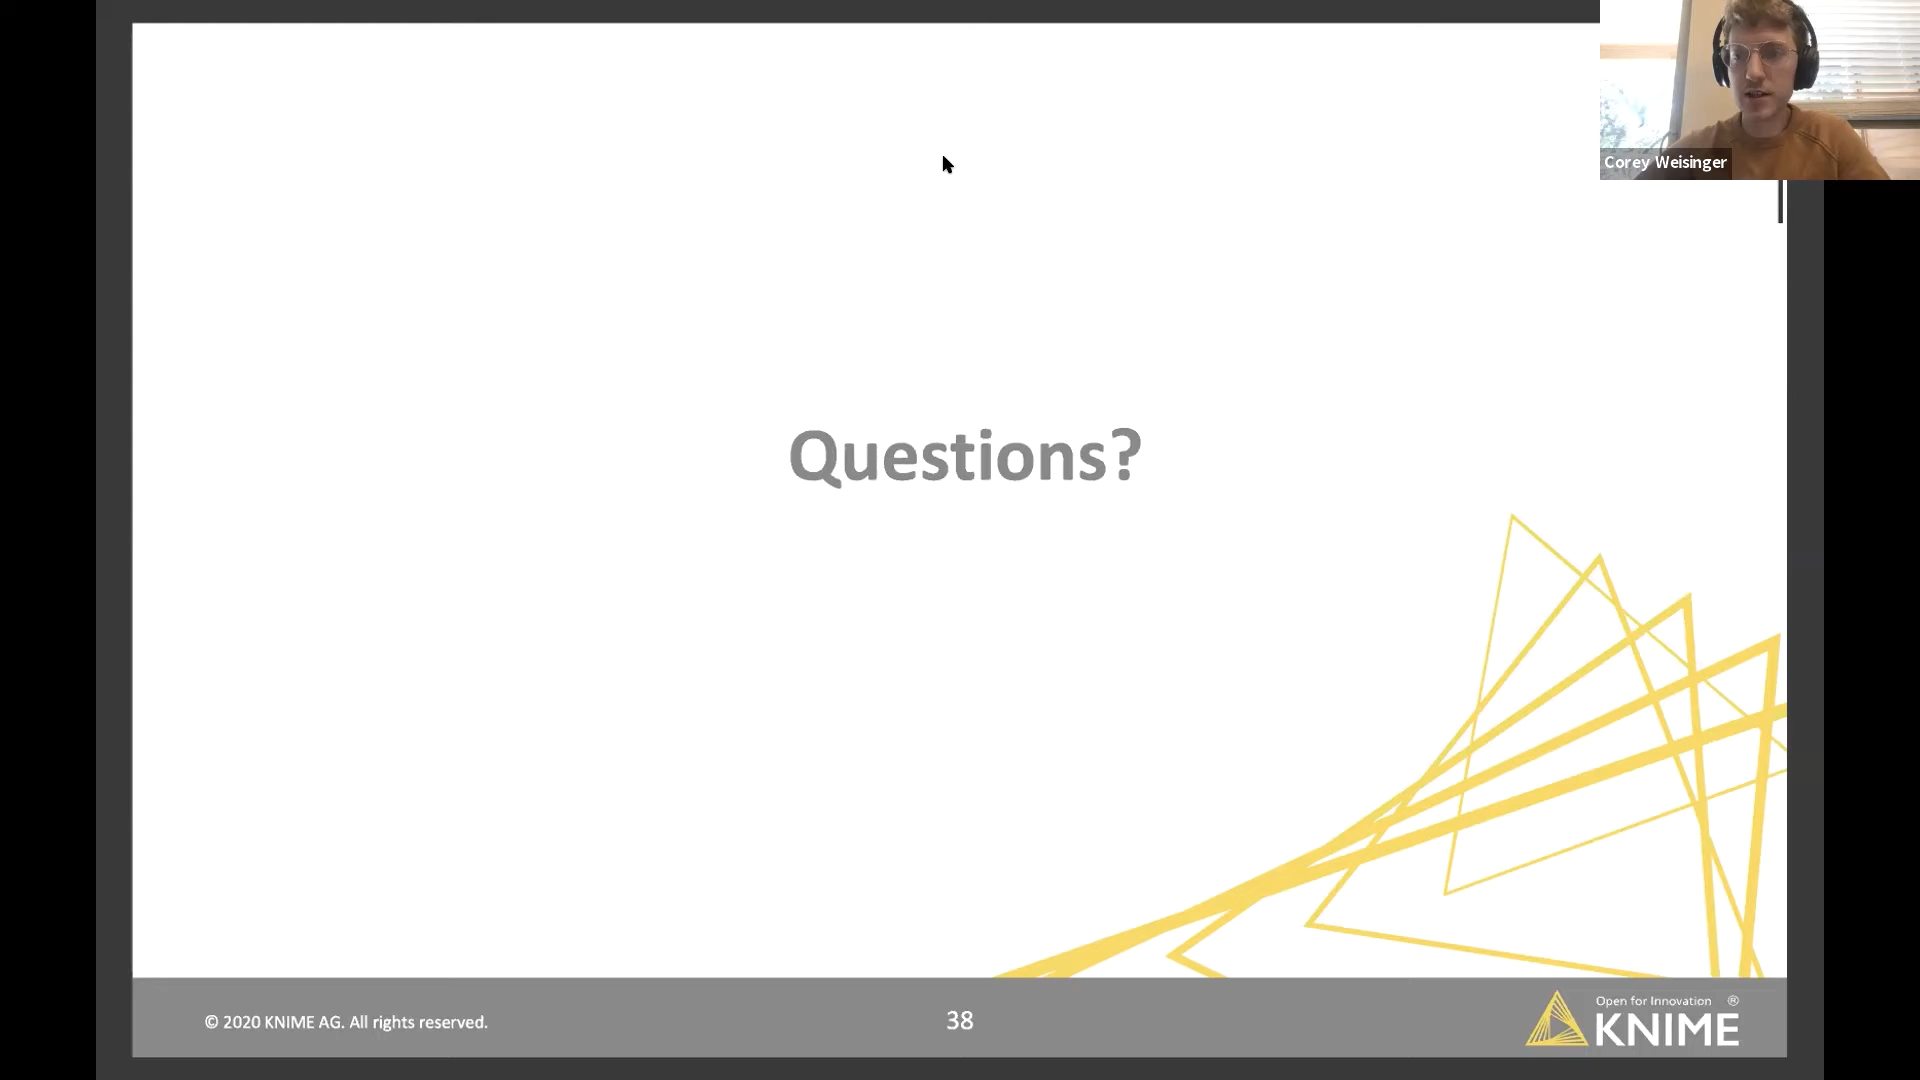 Corey Weisinger
Questions?
© 2020 KNIME AG. All rights reserved.
38
Open for Innovation ®
KNIME